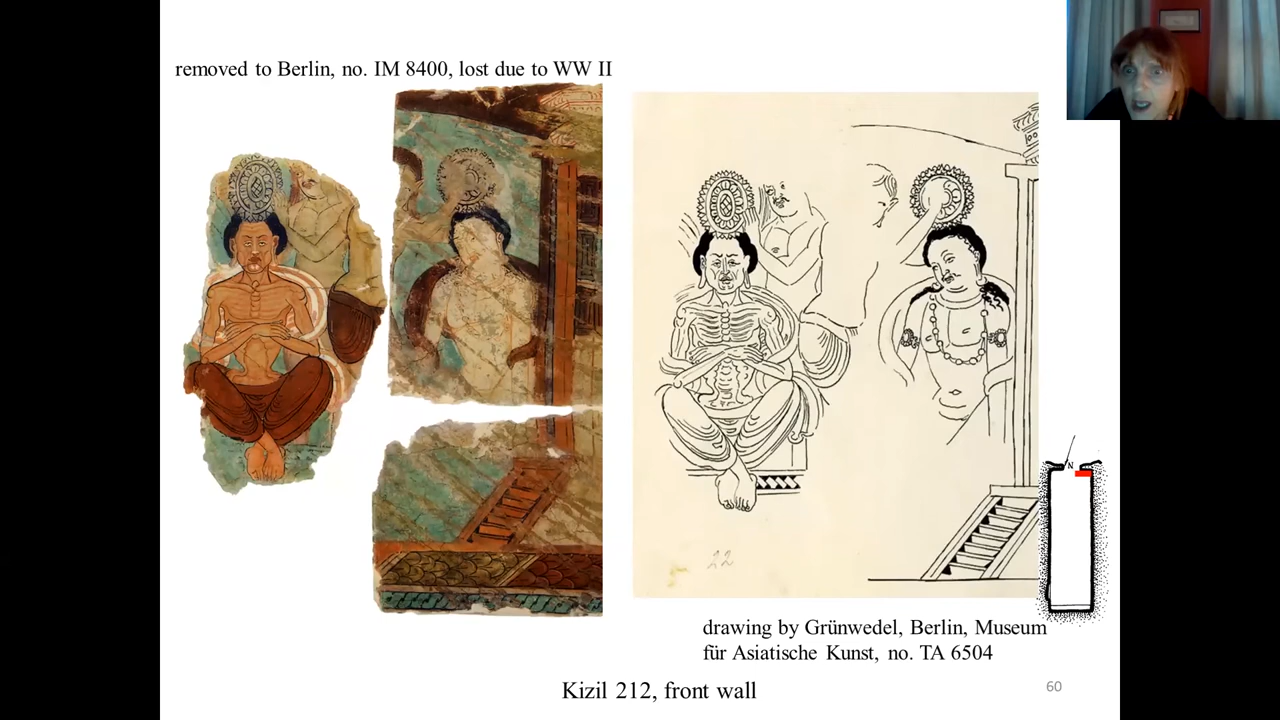 removed to Berlin, no. IM 8400, lost due to WW II
22
N
drawing by Grünwedel, Berlin, Museum
für Asiatische Kunst, no. TA 6504
Kizil 212, front wall
60